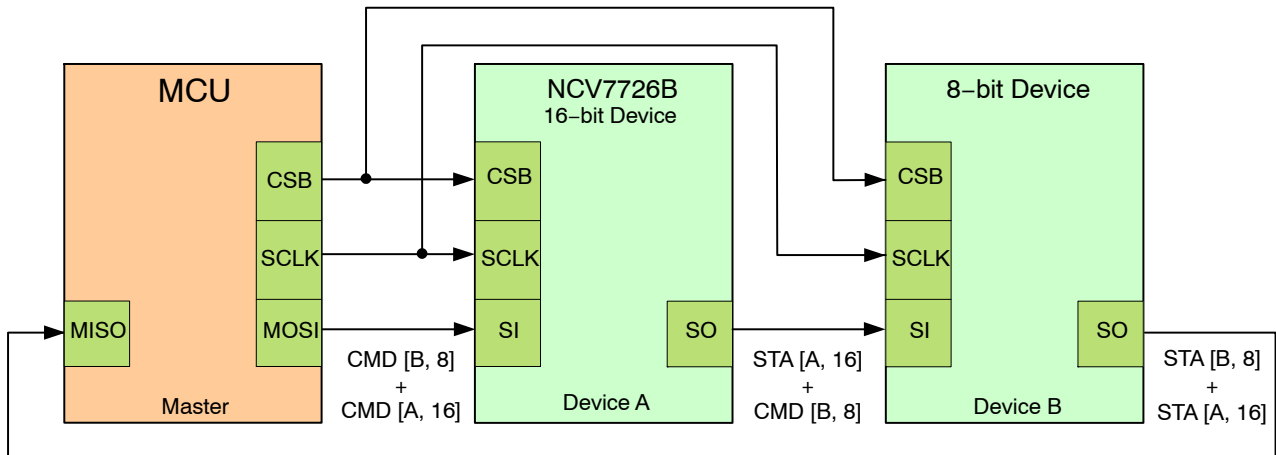 MCU
CSB
SCLK
MISO
MOSI
Master
CMD [B, 8]
+
CMD [A, 16]
NCV7726B
16−bit Device
CSB
SCLK
SI
SO
Device A
STA [A, 16]
+
CMD [B, 8]
8−bit Device
CSB
SCLK
SI
SO
Device B
STA [B, 8]
+
STA [A, 16]